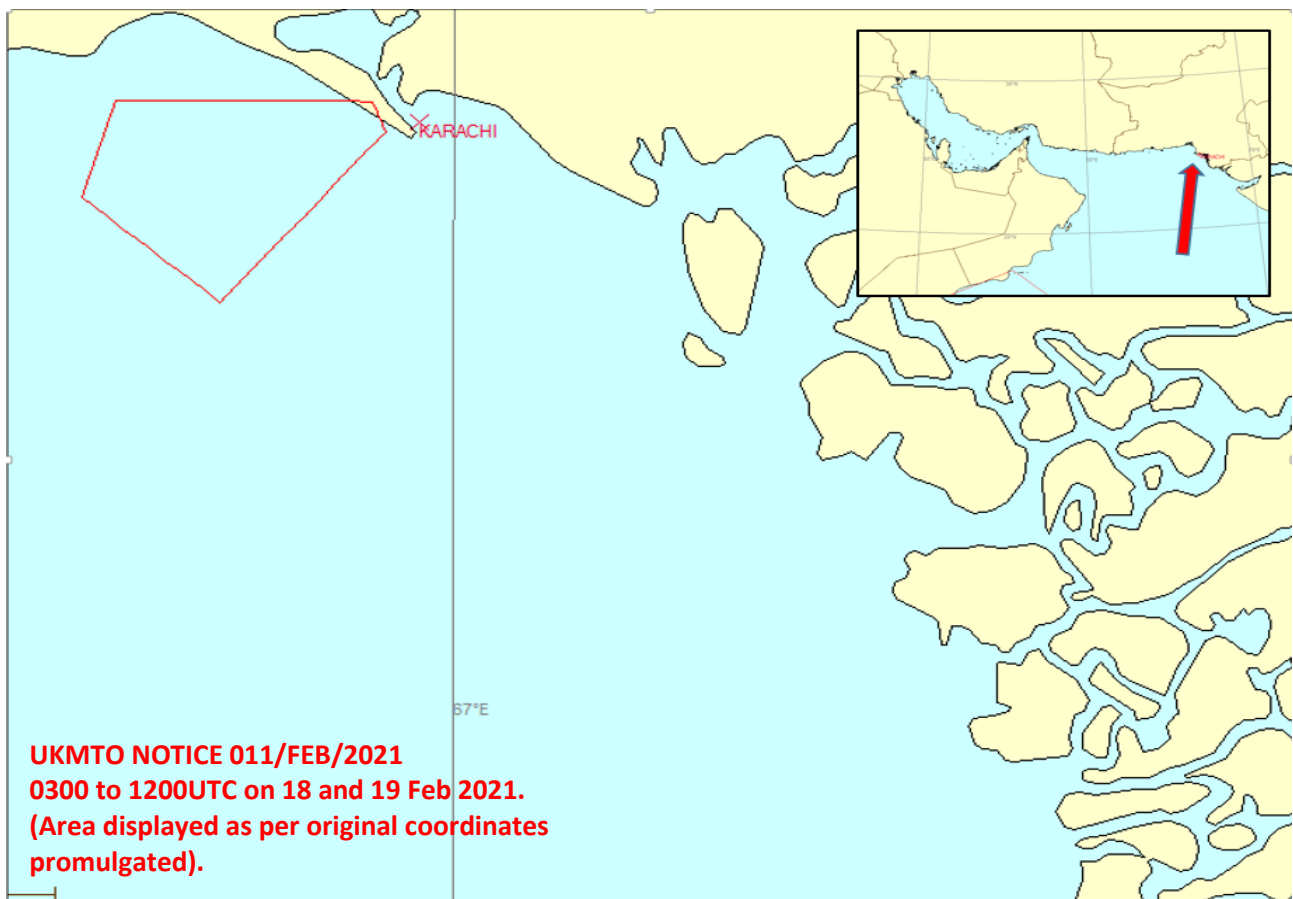 KARACHI
67°E
UKMTO NOTICE 011/FEB/2021
0300 to 1200UTC on 18 and 19 Feb 2021.
(Area displayed as per original coordinates
promulgated).